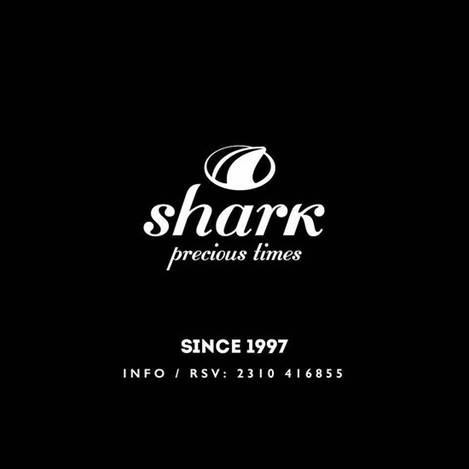 shark
precious times
SINCE 1997
INFO / RSV: 2310 416855